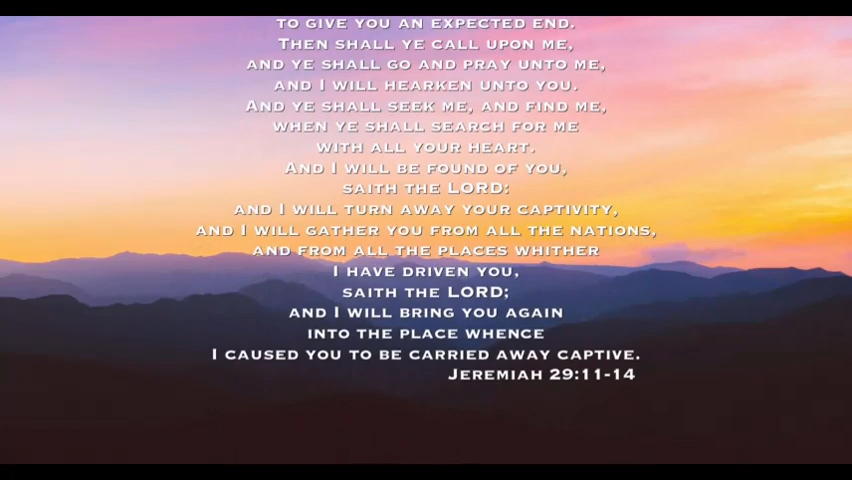 TO GIVE YOU AN EXPECTED END.
THEN SHALL YE CALL UPON ME,
AND YE SHALL GO AND PRAY UNTO ME,
AND I WILL HEARKEN UNTO YOU.
AND YE SHALL SEEK ME, AND FIND ME,
WHEN YE SHALL SEARCH FOR ME
WITH ALL YOUR HEART.
AND I WILL BE FOUND OF YOU,
SAITH THE LORD:
AND I WILL TURN AWAY YOUR CAPTIVITY,
AND I WILL GATHER YOU FROM ALL THE NATIONS,
AND FROM ALL THE PLACES WHITHER
I HAVE DRIVEN YOU,
SAITH THE LORD;
AND I WILL BRING YOU AGAIN
INTO THE PLACE WHENCE
I CAUSED YOU TO BE CARRIED AWAY CAPTIVE.
JEREMIAH 29:11-14